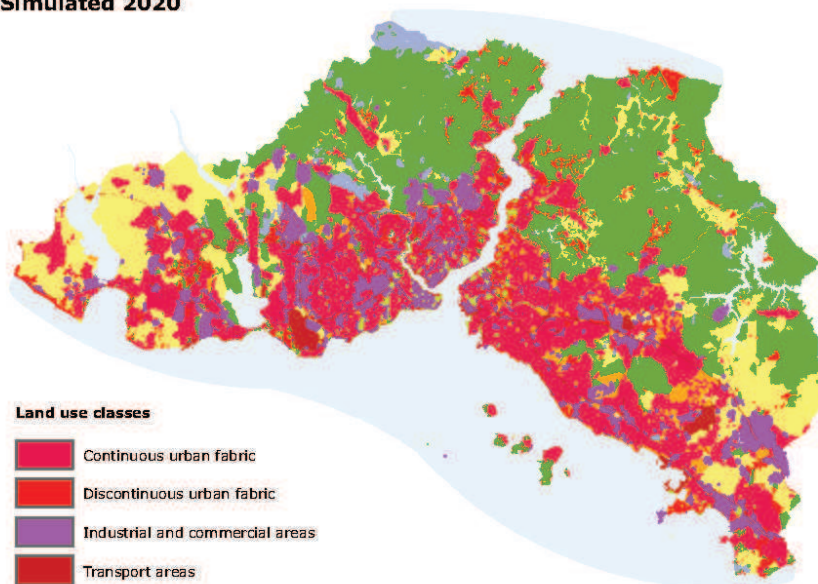 Simulated 2020
Land use classes
Continuous urban fabric
Discontinuous urban fabric
Industrial and commercial areas
Transport areas